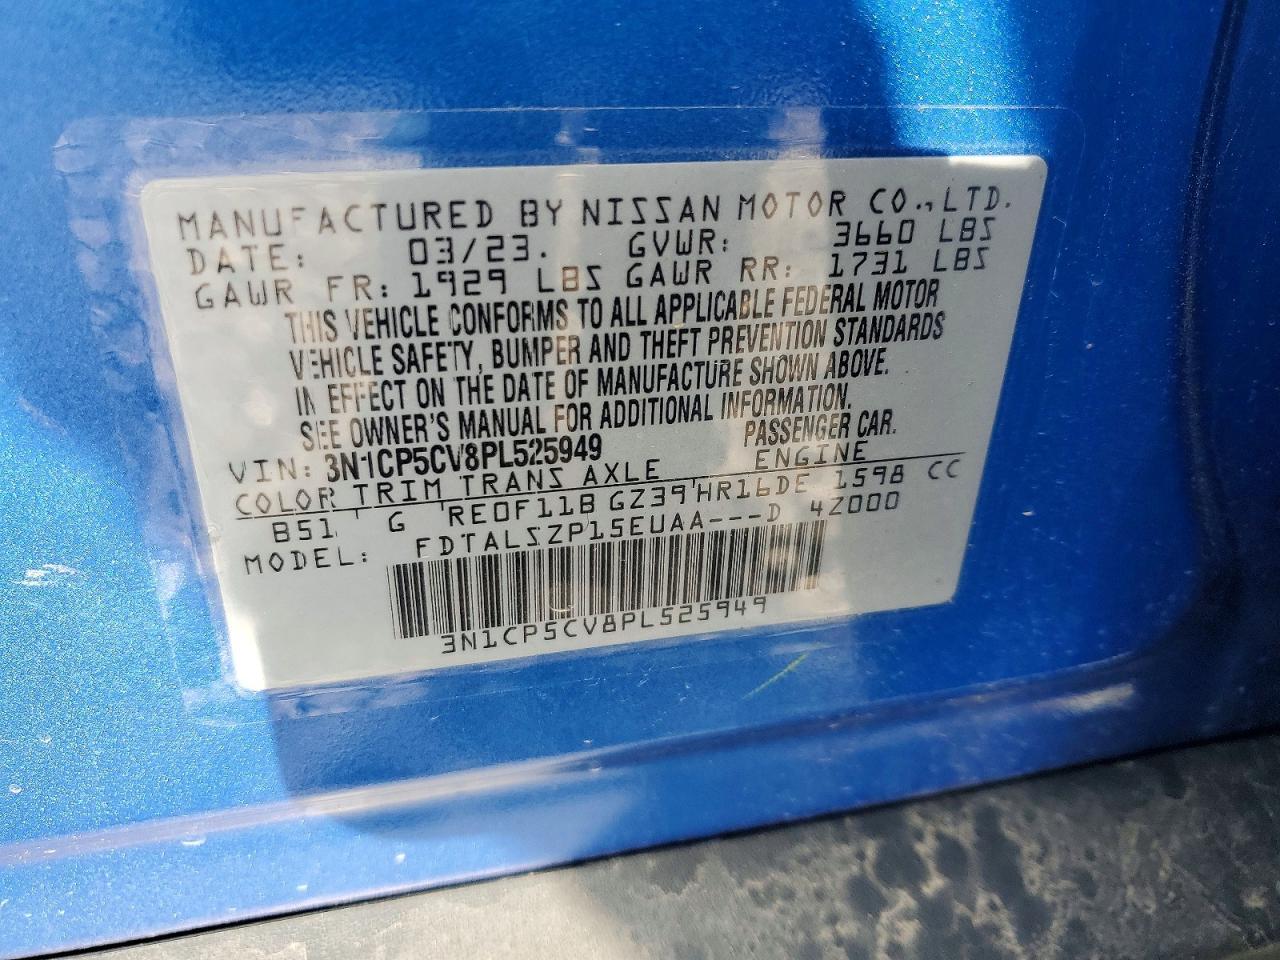 MANUFACTURED BY NISSAN MOTOR CO., LTD.
DATE: 03/23. GVWR: 3660 LBS
GAWR FR: 1929 LBS GAWR RR: 1731 LBS
THIS VEHICLE CONFORMS TO ALL APPLICABLE FEDERAL MOTOR
VEHICLE SAFETY, BUMPER AND THEFT PREVENTION STANDARDS
IN EFFECT ON THE DATE OF MANUFACTURE SHOWN ABOVE.
SEE OWNER'S MANUAL FOR ADDITIONAL INFORMATION.
VIN: 3N1CP5CV8PL525949 PASSENGER CAR.
COLOR TRIM TRANS AXLE ENGINE
B51 G RE0F11B GZ39 HR16DE 1598 CC
MODEL: FDTALSZP15EUAA---D 4Z000
3N1CP5CV8PL525949